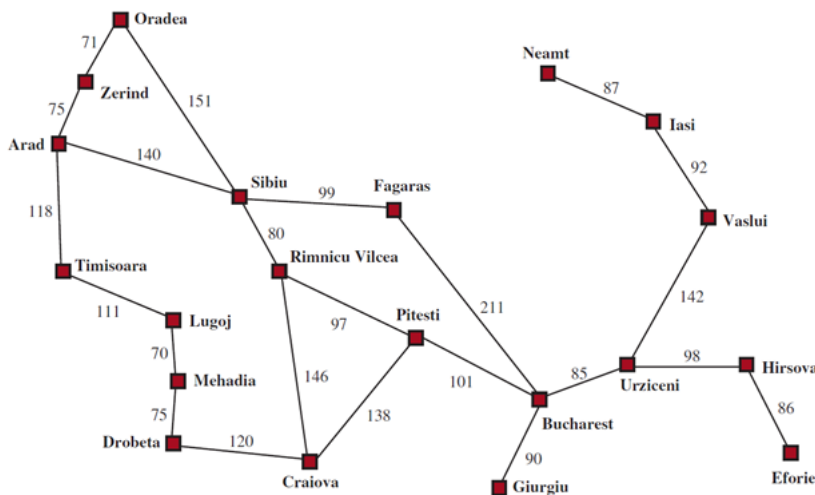 Oradea
71
Neamt
87
Zerind
151
75
Iasi
Arad
140
92
Sibiu
99
Fagaras
118
Vaslui
80
Timisoara
Rimnicu Vilcea
142
111
Lugoj
Pitesti
211
97
70
98
Mehadia
146
101
85
Urziceni
Hirsova
75
138
86
Drobeta
120
Bucharest
90
Craiova
Giurgiu
Eforie